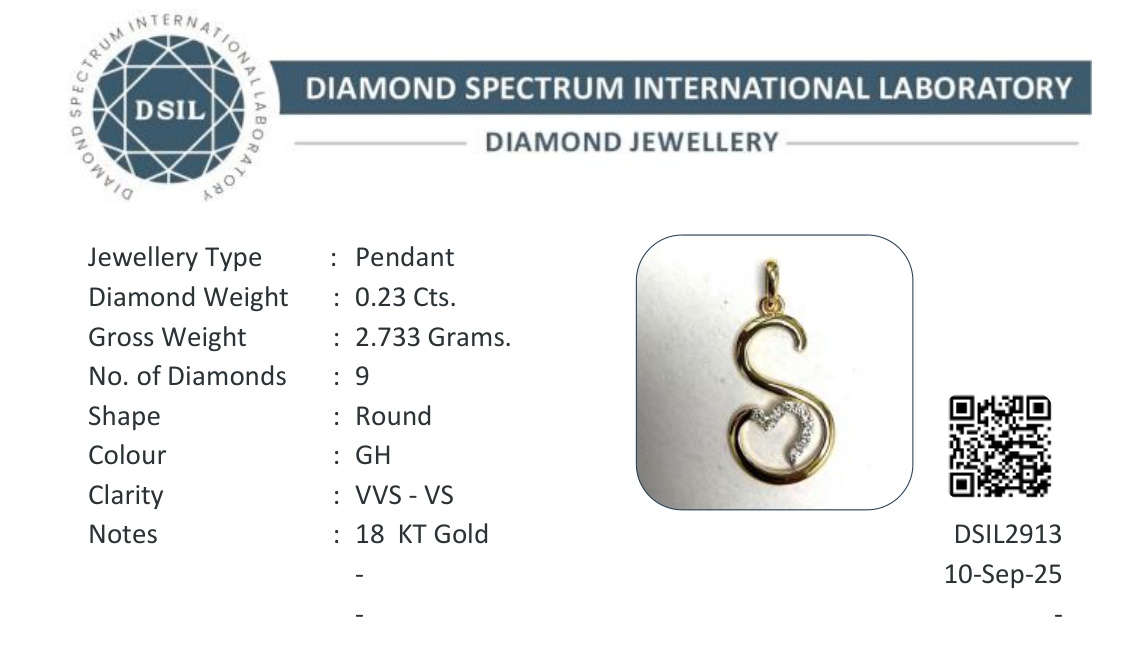 DIAMOND SPECTRUM INTERNATIONAL LABORATORY
DSIL
DIAMOND SPECTRUM INTERNATIONAL LABORATORY
DIAMOND JEWELLERY
Jewellery Type : Pendant
Diamond Weight : 0.23 Cts.
Gross Weight : 2.733 Grams.
No. of Diamonds : 9
Shape : Round
Colour : GH
Clarity : VVS - VS
Notes : 18 KT Gold
-
-
DSIL2913
10-Sep-25
-